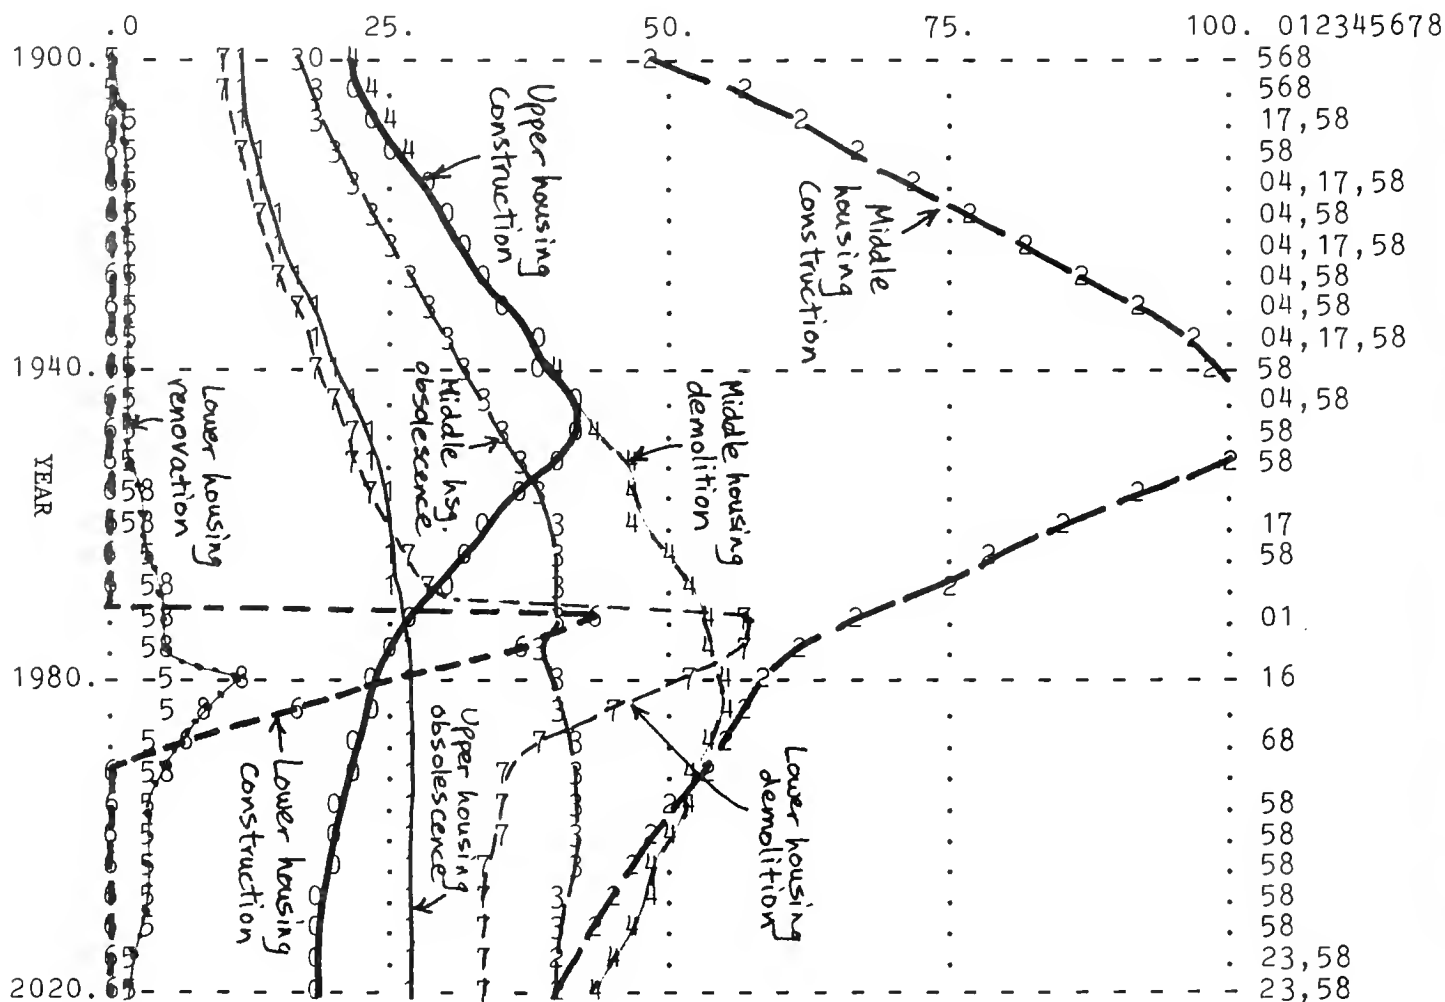 .0 25. 50. 75. 100. 012345678
1900. 568
568
17,58
58
04,17,58
04,58
04,17,58
04,58
04,58
04,17,58
1940. 58
04,58
58
58
17
58
01
1980. 16
68
58
58
58
58
58
23,58
2020. 23,58
YEAR
Upper housing
construction
Middle
housing
construction
Lower housing
renovation
Middle hsg.
obsolescence
Middle housing
demolition
Lower housing
construction
Upper housing
obsolescence
Lower housing
demolition